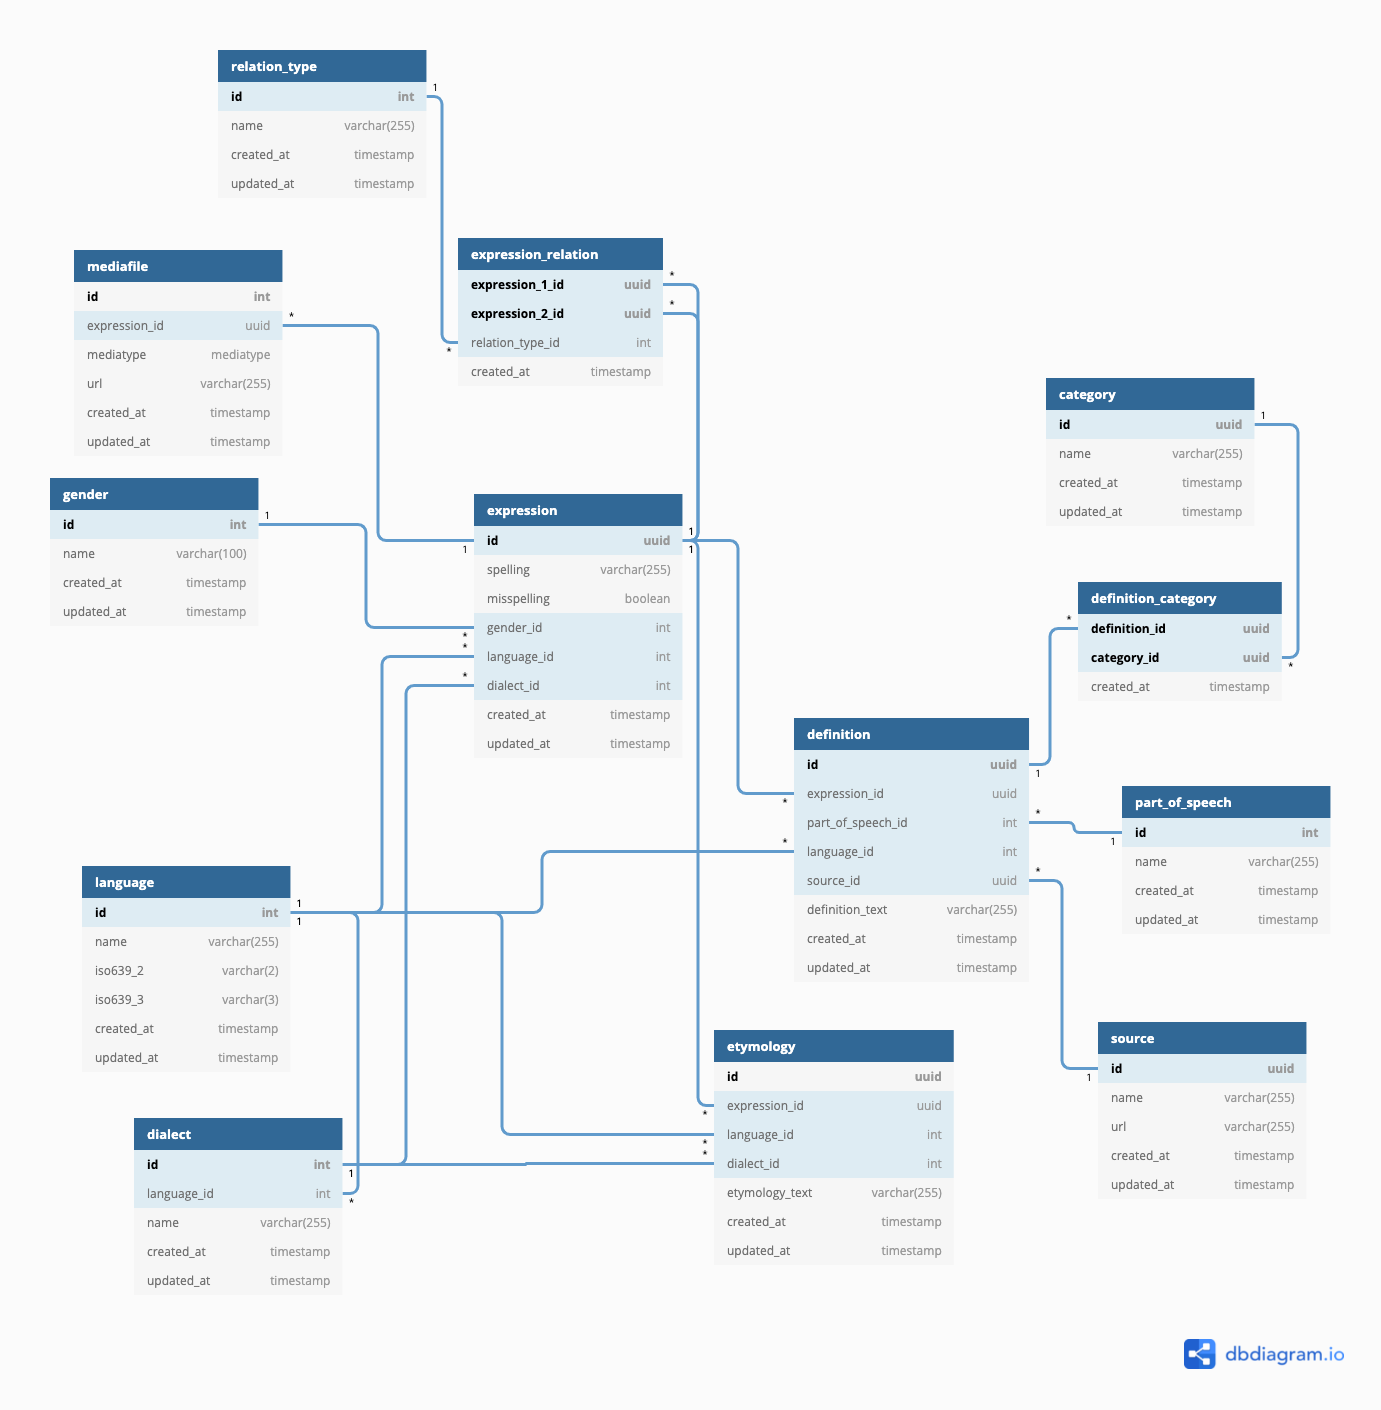 relation_type
id int
name varchar(255)
created_at timestamp
updated_at timestamp
1
*
expression_relation
expression_1_id uuid
expression_2_id uuid
relation_type_id int
created_at timestamp
*
*
mediafile
id int
expression_id uuid
mediatype mediatype
url varchar(255)
created_at timestamp
updated_at timestamp
*
1
gender
id int
name varchar(100)
created_at timestamp
updated_at timestamp
1
*
*
*
expression
id uuid
spelling varchar(255)
misspelling boolean
gender_id int
language_id int
dialect_id int
created_at timestamp
updated_at timestamp
1
1
category
id uuid
name varchar(255)
created_at timestamp
updated_at timestamp
1
*
definition_category
definition_id uuid
category_id uuid
created_at timestamp
*
definition
id uuid
expression_id uuid
part_of_speech_id int
language_id int
source_id uuid
definition_text varchar(255)
created_at timestamp
updated_at timestamp
*
*
1
*
*
part_of_speech
id int
name varchar(255)
created_at timestamp
updated_at timestamp
1
language
id int
name varchar(255)
iso639_2 varchar(2)
iso639_3 varchar(3)
created_at timestamp
updated_at timestamp
1
1
source
id uuid
name varchar(255)
url varchar(255)
created_at timestamp
updated_at timestamp
1
etymology
id uuid
expression_id uuid
language_id int
dialect_id int
etymology_text varchar(255)
created_at timestamp
updated_at timestamp
*
*
*
dialect
id int
language_id int
name varchar(255)
created_at timestamp
updated_at timestamp
1
*
dbdiagram.io